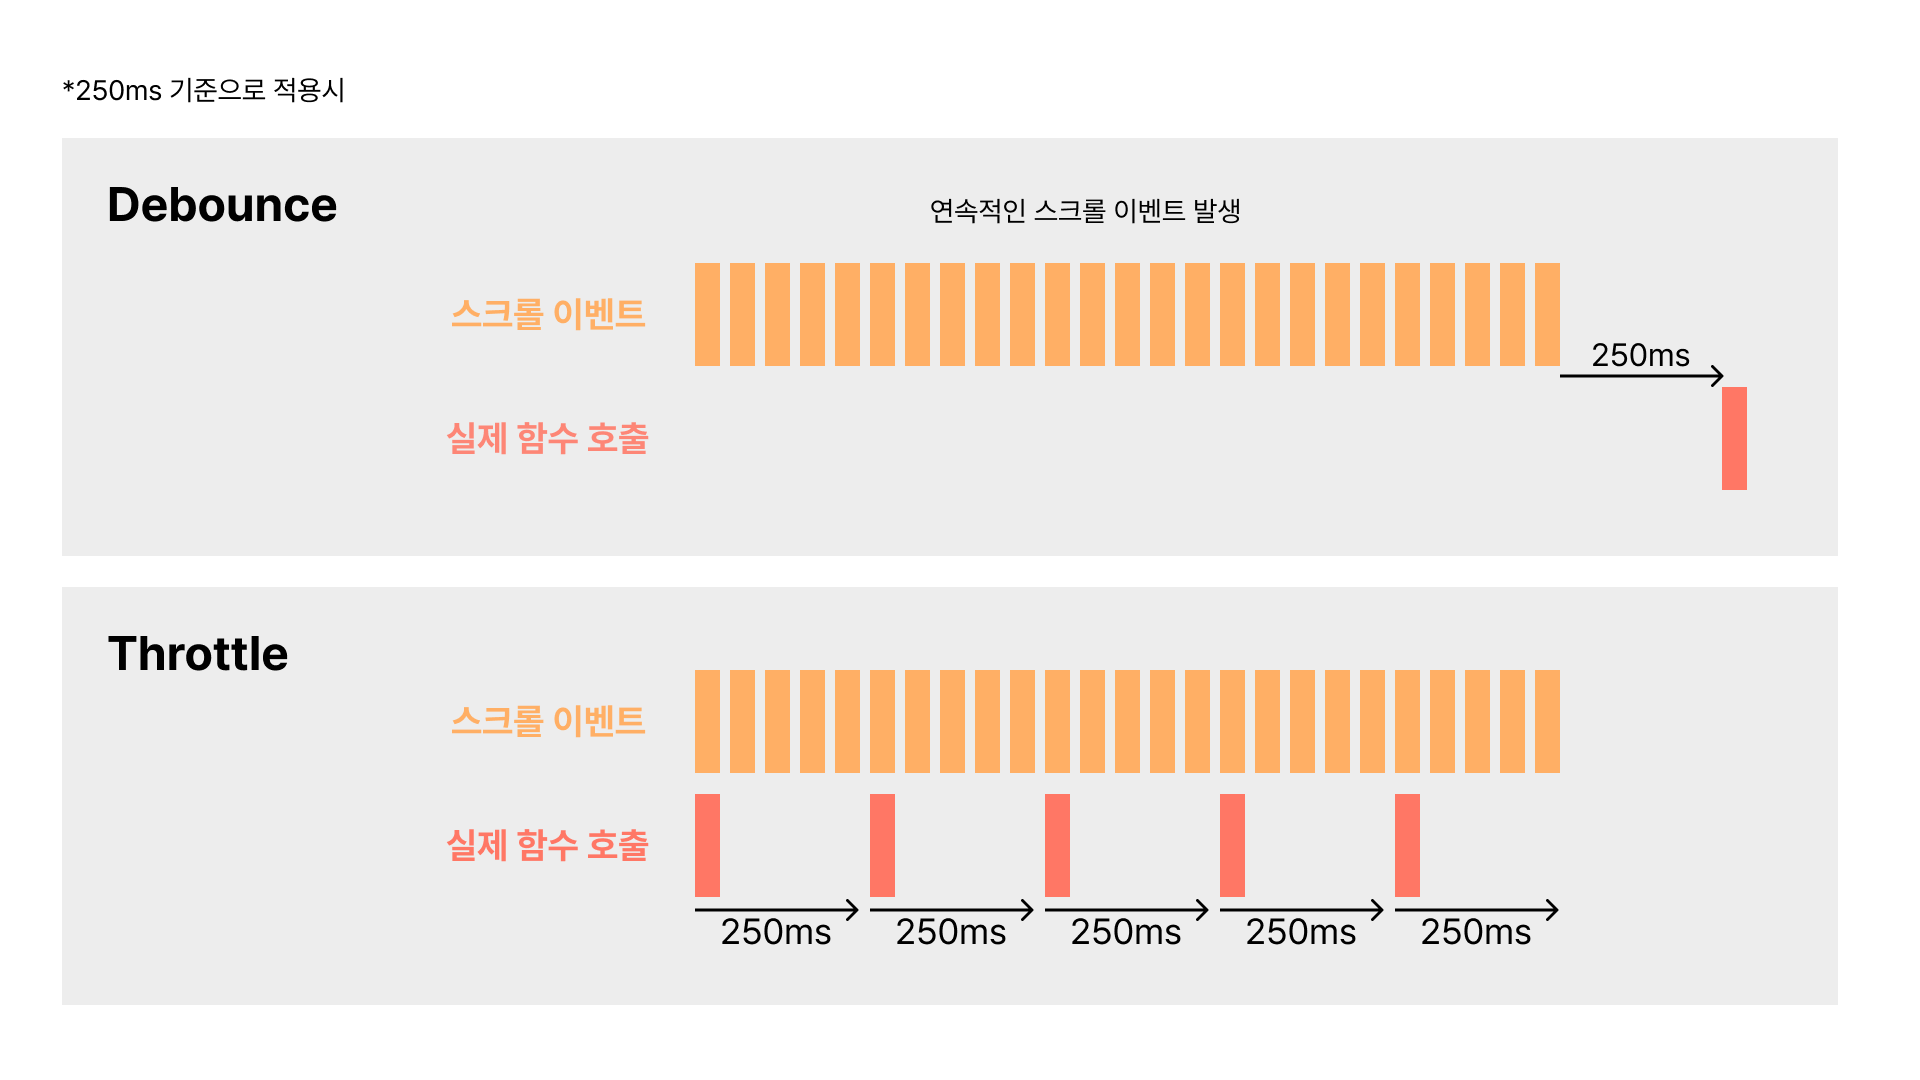 *250ms 기준으로 적용시
Debounce
연속적인 스크롤 이벤트 발생
스크롤 이벤트
250ms
실제 함수 호출
Throttle
스크롤 이벤트
실제 함수 호출
250ms 250ms 250ms 250ms 250ms